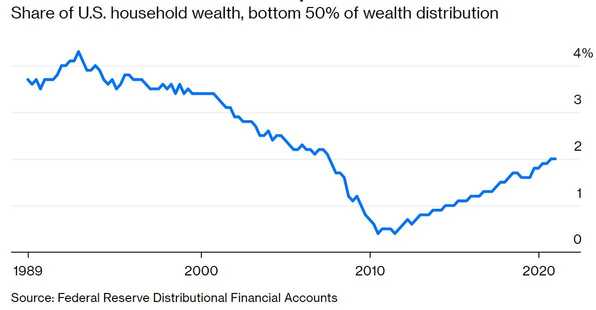 Share of U.S. household wealth, bottom 50% of wealth distribution
4%
3
2
1
0
1989 2000 2010 2020
Source: Federal Reserve Distributional Financial Accounts